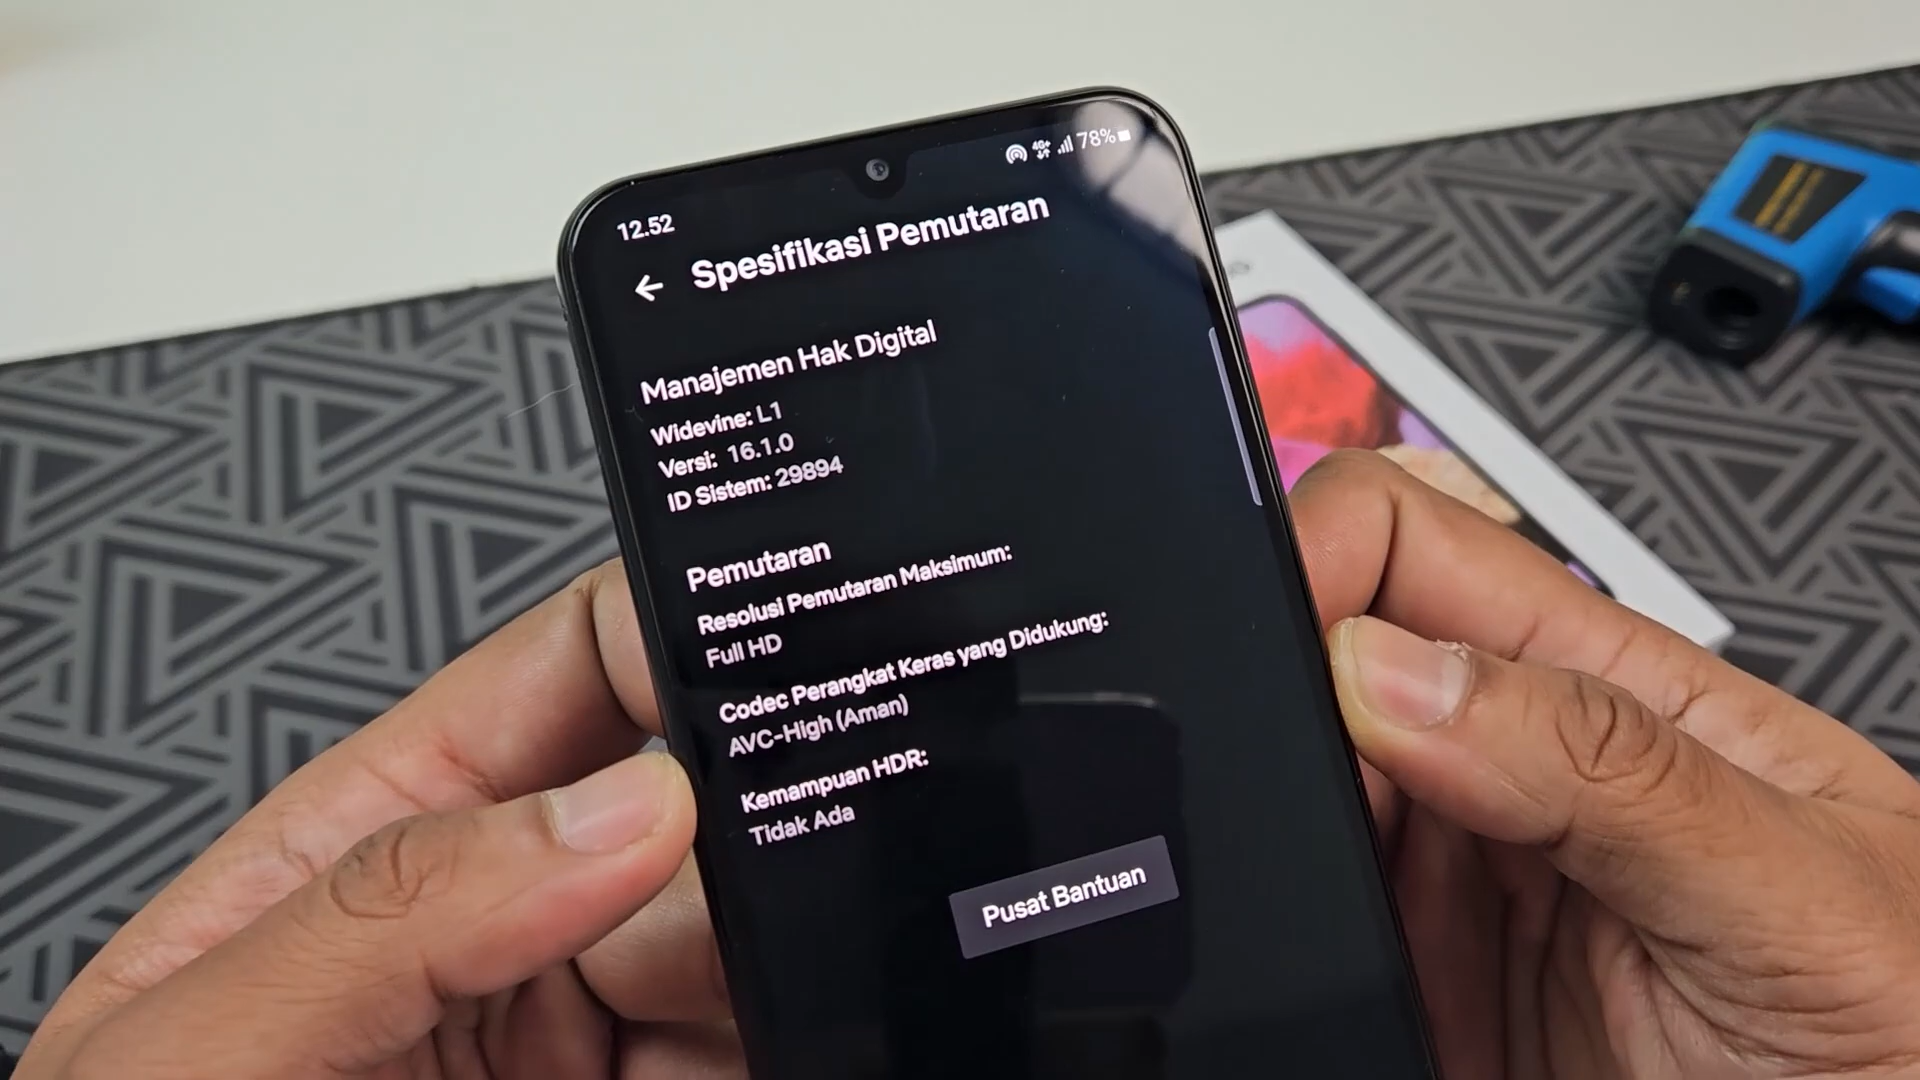 12.52
4G+ 78%
Spesifikasi Pemutaran
Manajemen Hak Digital
Widevine: L1
Versi: 16.1.0
ID Sistem: 29894
Pemutaran
Resolusi Pemutaran Maksimum:
Full HD
Codec Perangkat Keras yang Didukung:
AVC-High (Aman)
Kemampuan HDR:
Tidak Ada
Pusat Bantuan